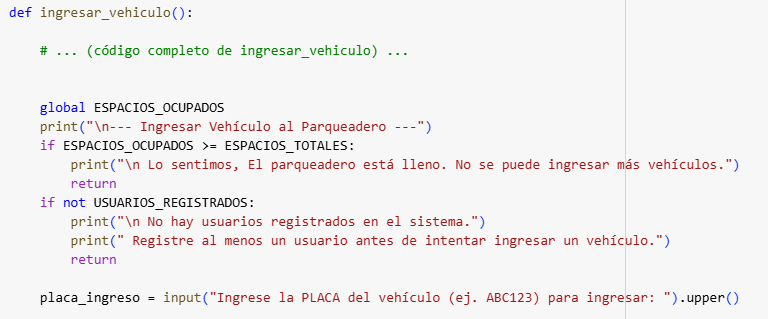 def ingresar_vehiculo():
# ... (código completo de ingresar_vehiculo) ...
global ESPACIOS_OCUPADOS
print("\n--- Ingresar Vehículo al Parqueadero ---")
if ESPACIOS_OCUPADOS >= ESPACIOS_TOTALES:
print("\n Lo sentimos, El parqueadero está lleno. No se puede ingresar más vehículos.")
return
if not USUARIOS_REGISTRADOS:
print("\n No hay usuarios registrados en el sistema.")
print(" Registre al menos un usuario antes de intentar ingresar un vehículo.")
return
placa_ingreso = input("Ingrese la PLACA del vehículo (ej. ABC123) para ingresar: ").upper()